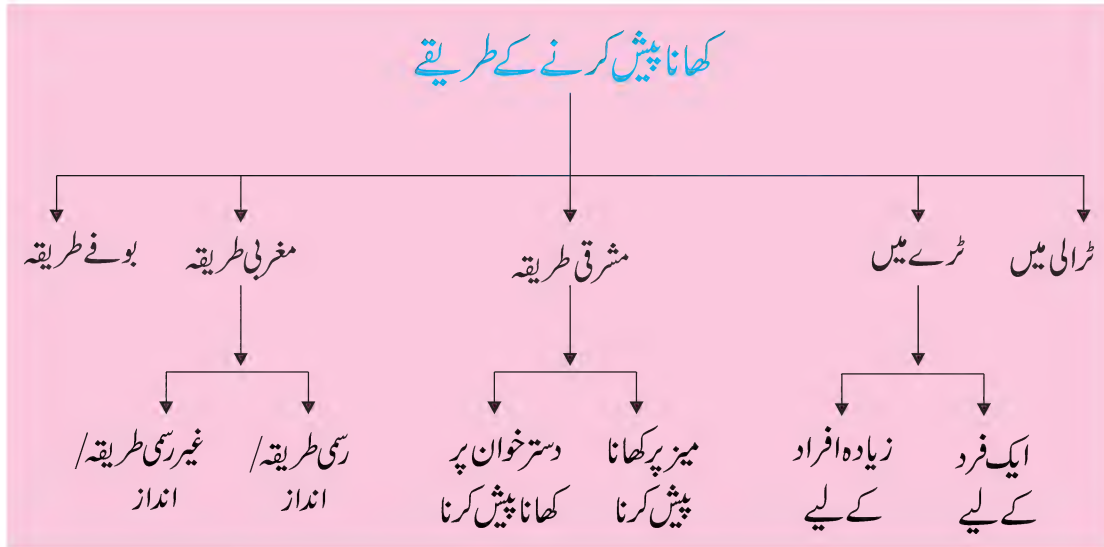 کھانا پیش کرنے کے طریقے
ٹرالی میں
ٹرے میں
مشرقی طریقہ
مغربی طریقہ
بوفے طریقہ
ایک فرد
کے لیے
زیادہ افراد
کے لیے
میز پر کھانا
پیش کرنا
دستر خوان پر
کھانا پیش کرنا
رسمی طریقہ/
انداز
غیر رسمی طریقہ/
انداز